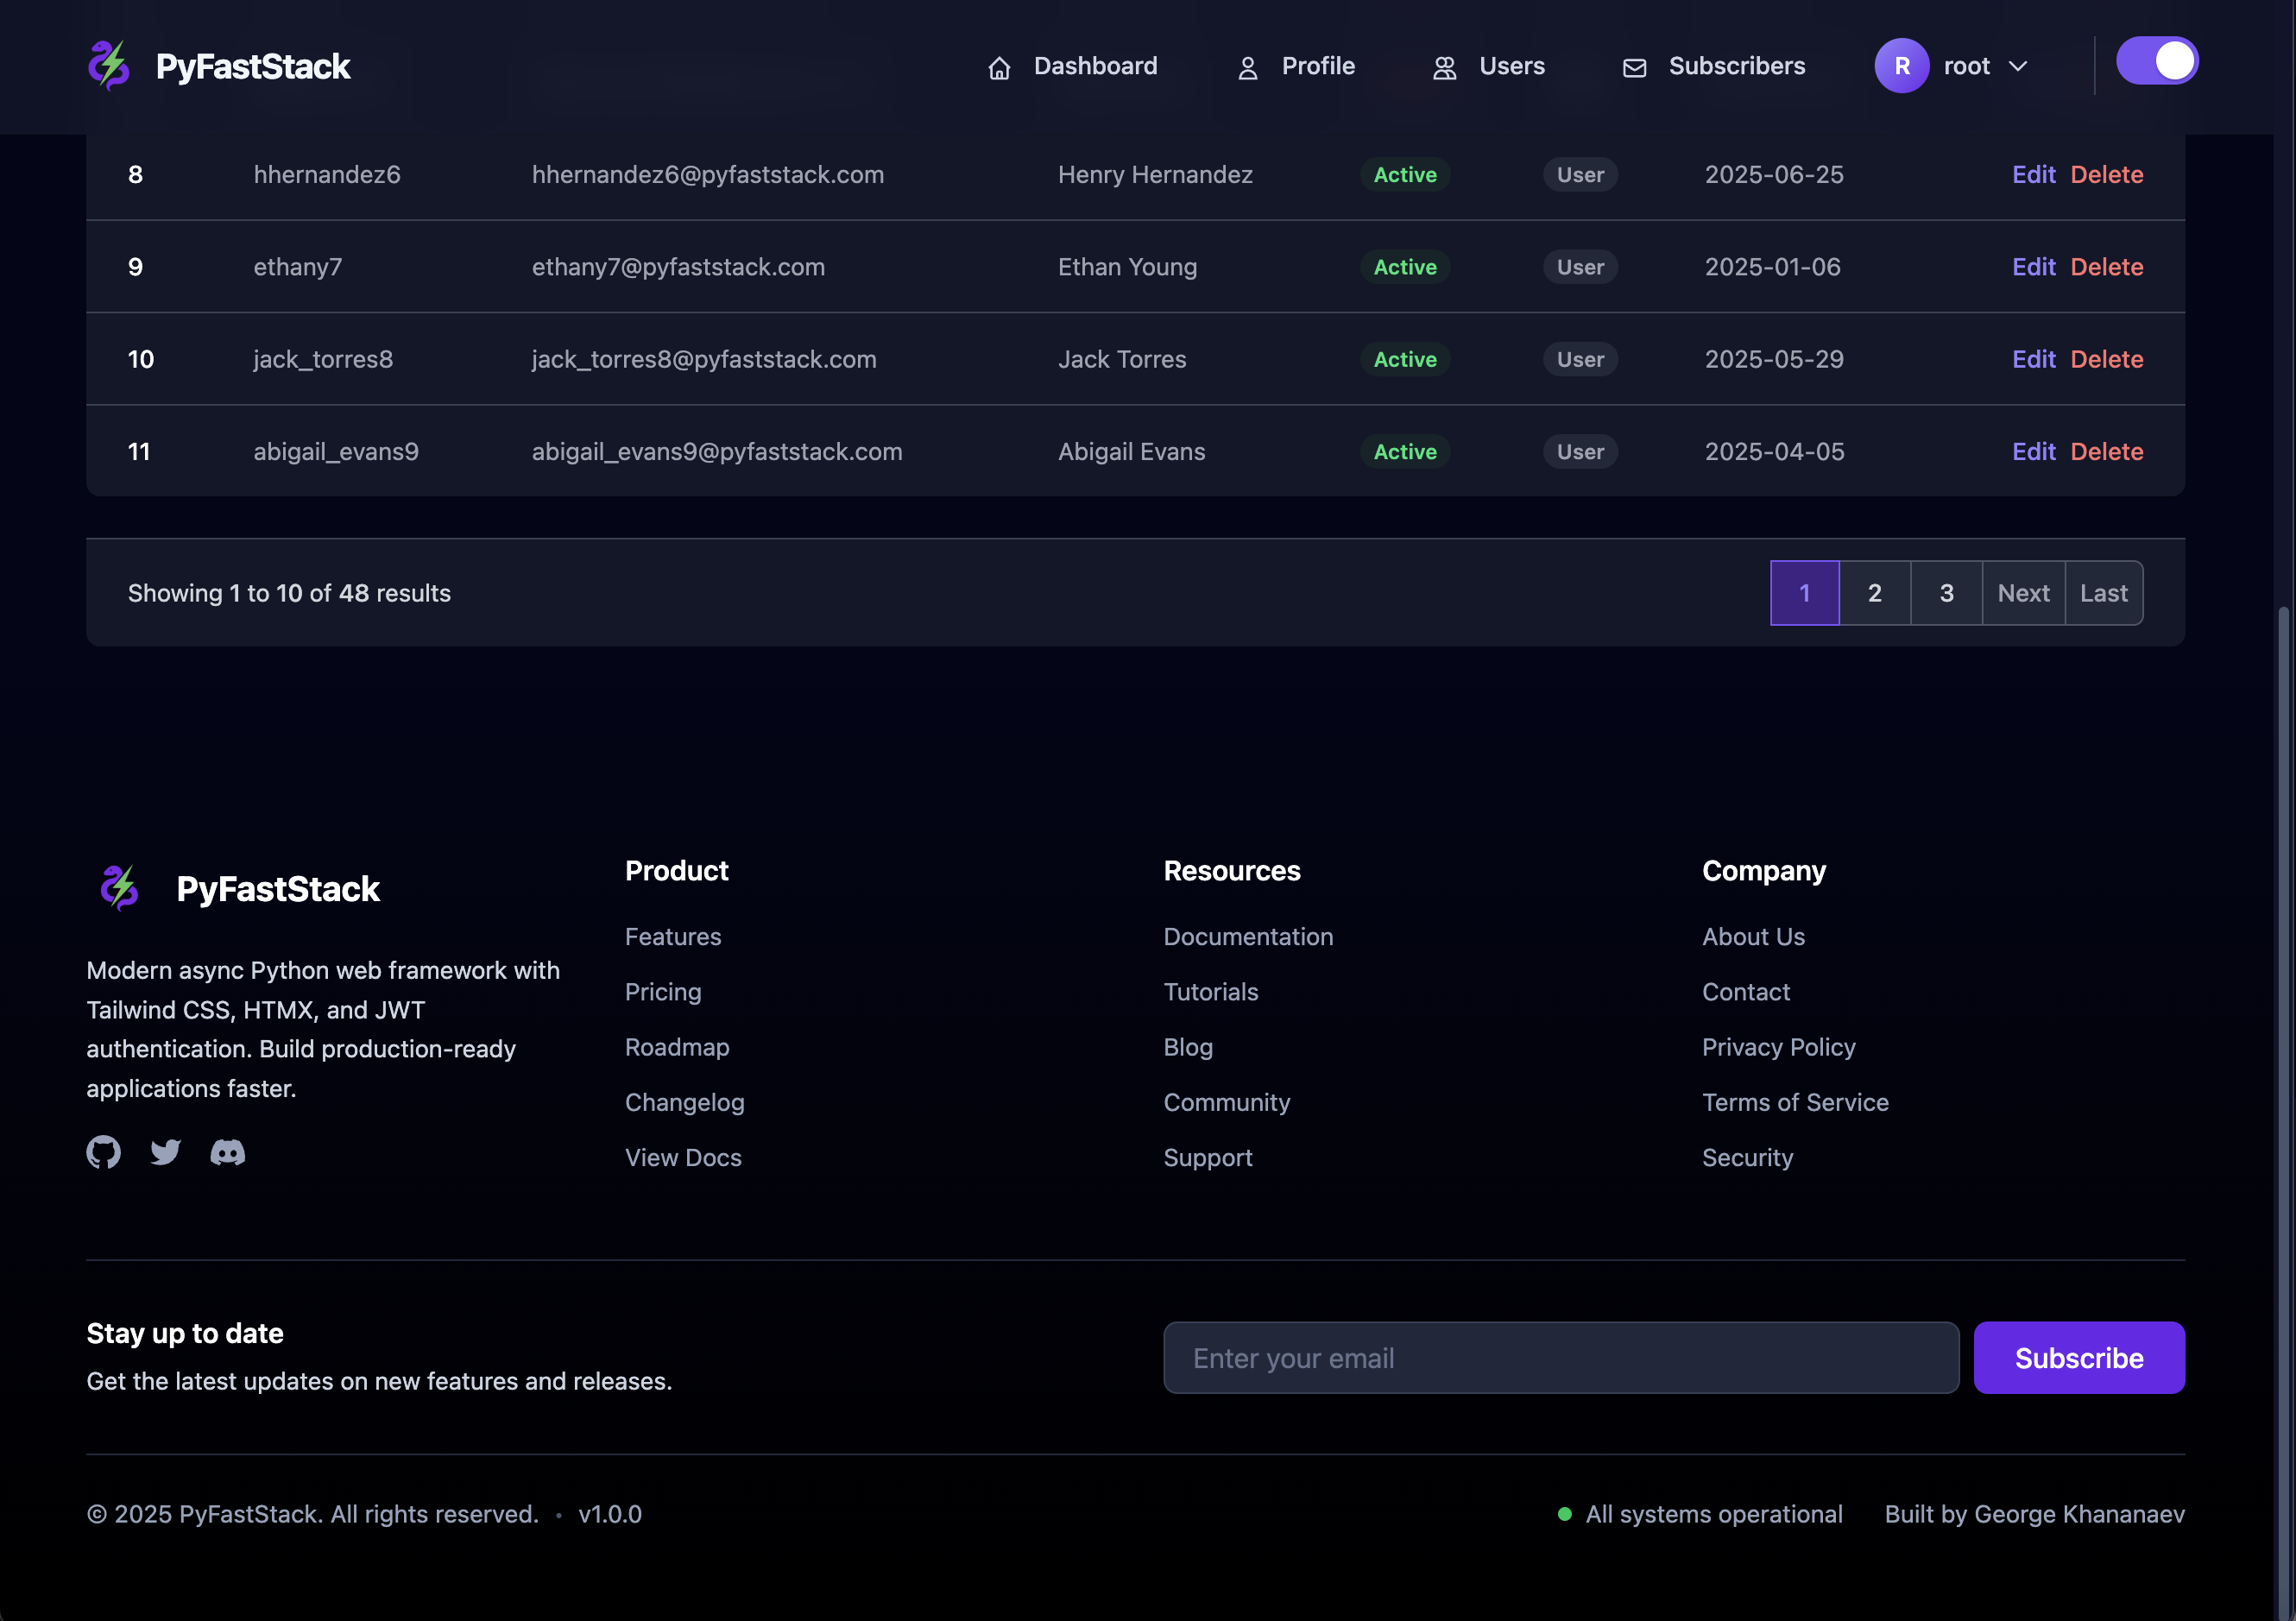 PyFastStack Dashboard Profile Users Subscribers R root
8 hhernandez6 hhernandez6@pyfaststack.com Henry Hernandez Active User 2025-06-25 Edit Delete
9 ethany7 ethany7@pyfaststack.com Ethan Young Active User 2025-01-06 Edit Delete
10 jack_torres8 jack_torres8@pyfaststack.com Jack Torres Active User 2025-05-29 Edit Delete
11 abigail_evans9 abigail_evans9@pyfaststack.com Abigail Evans Active User 2025-04-05 Edit Delete
Showing 1 to 10 of 48 results 1 2 3 Next Last
PyFastStack
Modern async Python web framework with
Tailwind CSS, HTMX, and JWT
authentication. Build production-ready
applications faster.
Product
Features
Pricing
Roadmap
Changelog
View Docs
Resources
Documentation
Tutorials
Blog
Community
Support
Company
About Us
Contact
Privacy Policy
Terms of Service
Security
Stay up to date
Get the latest updates on new features and releases.
Enter your email Subscribe
© 2025 PyFastStack. All rights reserved. • v1.0.0 All systems operational Built by George Khananaev